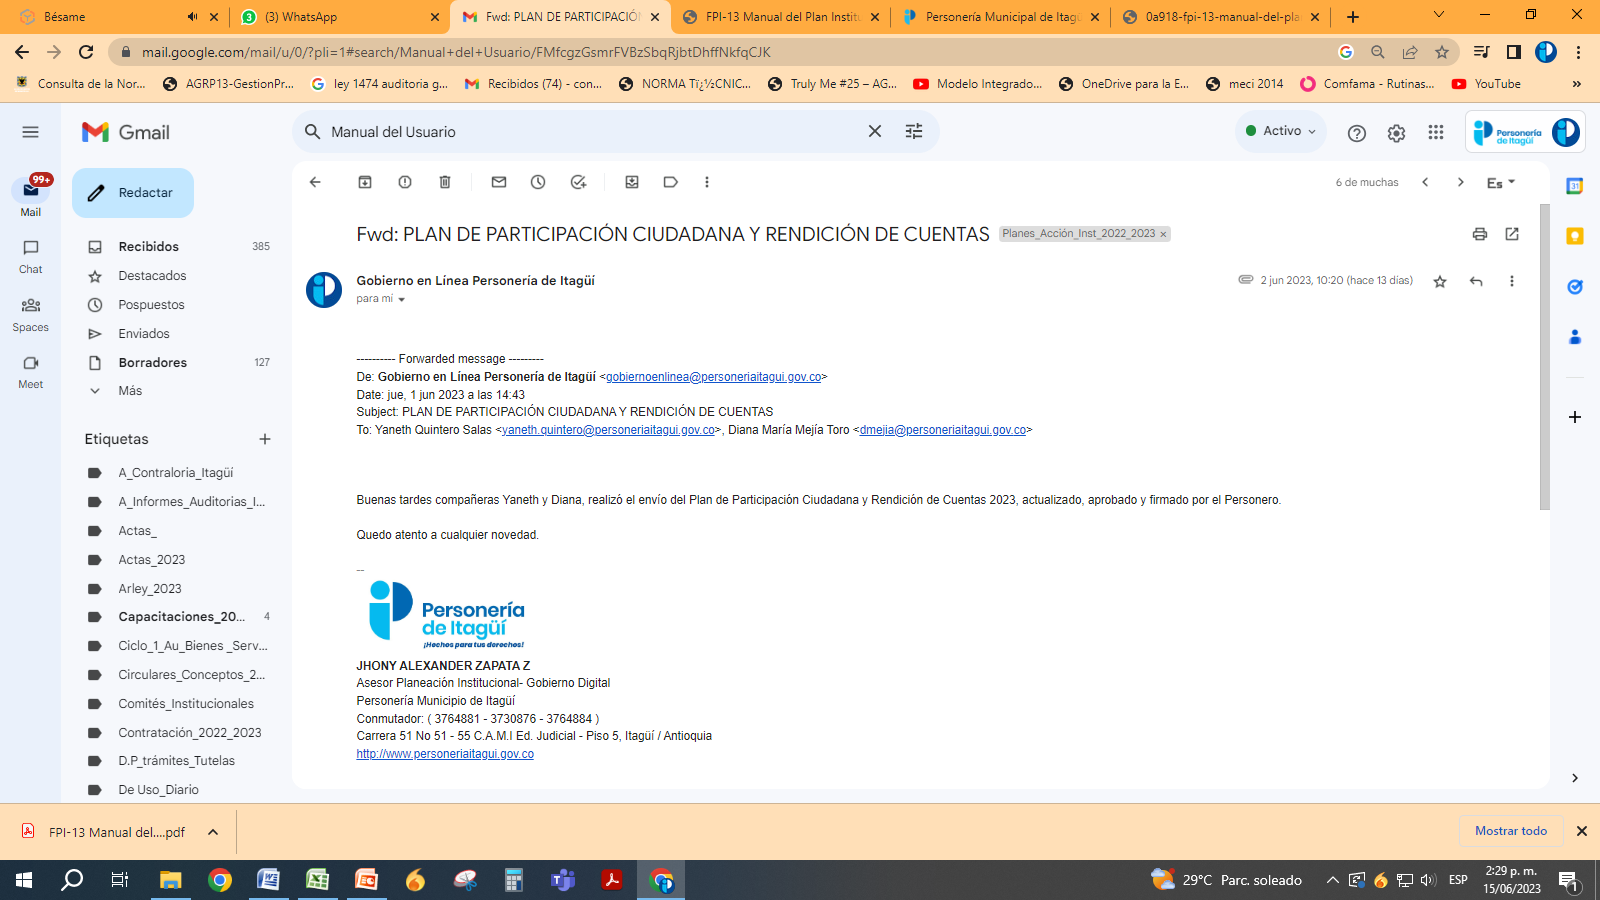 Bésame
(3) WhatsApp
Fwd: PLAN DE PARTICIPACIÓN
FPI-13 Manual del Plan Institu
Personería Municipal de Itagü
0a918-fpi-13-manual-del-pla
mail.google.com/mail/u/0/?pli=1#search/Manual+del+Usuario/FMfcgzGsmrFVBzSbqRjbtDhffNkfqCJK
Consulta de la Nor...
AGRP13-GestionPr...
ley 1474 auditoria g...
Recibidos (74) - con...
NORMA Tï¿½CNIC...
Truly Me #25 – AG...
Modelo Integrado...
OneDrive para la E...
meci 2014
Comfama - Rutinas...
YouTube
»
Gmail
Manual del Usuario
Activo
Personería
de Itagüí
99+
Mail
Chat
Spaces
Meet
Redactar
Recibidos 385
Destacados
Pospuestos
Enviados
Borradores 127
Más
Etiquetas
A_Contraloria_Itagüí
A_Informes_Auditorias_I...
Actas_
Actas_2023
Arley_2023
Capacitaciones_20... 4
Ciclo_1_Au_Bienes _Serv...
Circulares_Conceptos_2...
Comités_Institucionales
Contratación_2022_2023
D.P_trámites_Tutelas
De Uso_Diario
6 de muchas
Es
Fwd: PLAN DE PARTICIPACIÓN CIUDADANA Y RENDICIÓN DE CUENTAS
Planes_Acción_Inst_2022_2023 ×
Gobierno en Línea Personería de Itagüí
2 jun 2023, 10:20 (hace 13 días)
para mí
---------- Forwarded message ---------
De: Gobierno en Línea Personería de Itagüí <gobiernoenlinea@personeriaitagui.gov.co>
Date: jue, 1 jun 2023 a las 14:43
Subject: PLAN DE PARTICIPACIÓN CIUDADANA Y RENDICIÓN DE CUENTAS
To: Yaneth Quintero Salas <yaneth.quintero@personeriaitagui.gov.co>, Diana María Mejía Toro <dmejia@personeriaitagui.gov.co>
Buenas tardes compañeras Yaneth y Diana, realizó el envío del Plan de Participación Ciudadana y Rendición de Cuentas 2023, actualizado, aprobado y firmado por el Personero.
Quedo atento a cualquier novedad.
--
Personería
de Itagüí
¡Hechos para tus derechos!
JHONY ALEXANDER ZAPATA Z
Asesor Planeación Institucional- Gobierno Digital
Personería Municipio de Itagüí
Conmutador: ( 3764881 - 3730876 - 3764884 )
Carrera 51 No 51 - 55 C.A.M.I Ed. Judicial - Piso 5, Itagüí / Antioquia
http://www.personeriaitagui.gov.co
31
FPI-13 Manual del....pdf
Mostrar todo
29°C Parc. soleado
ESP
2:29 p. m.
15/06/2023
1